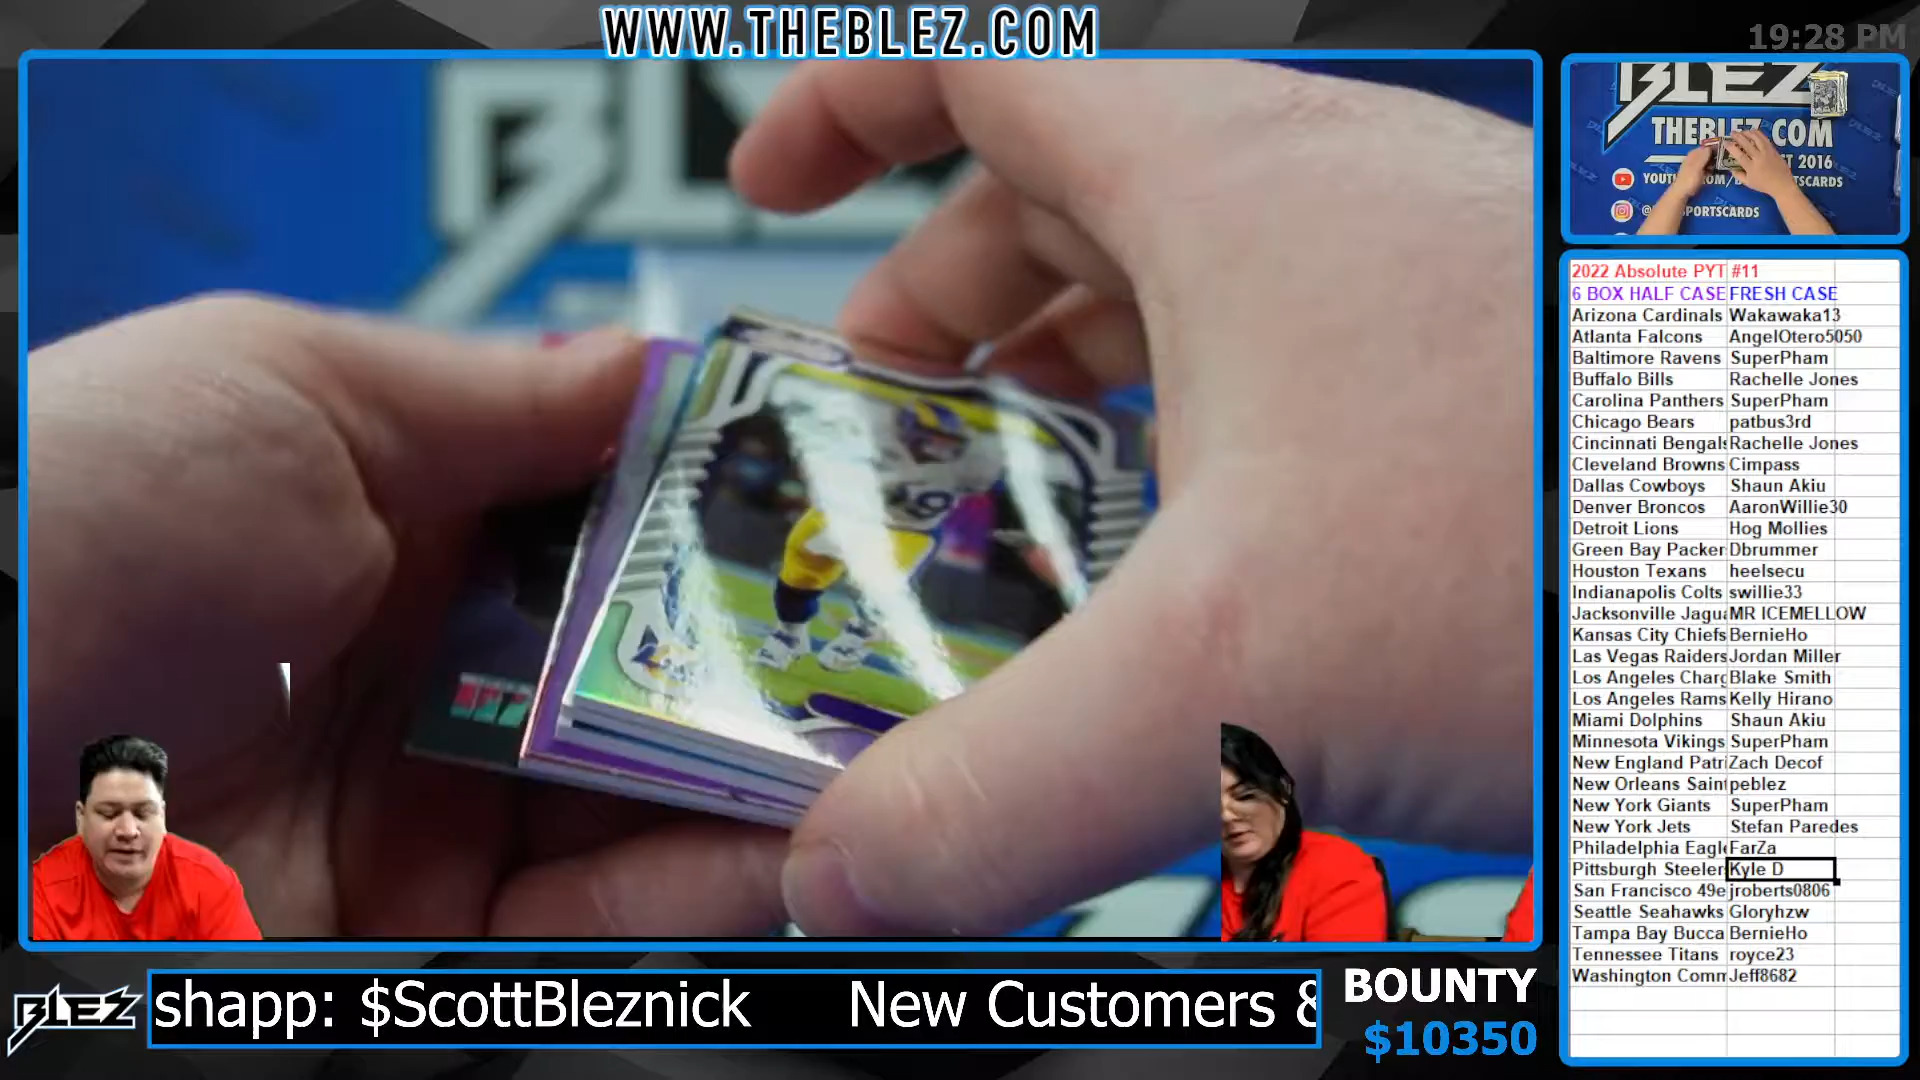 WWW.THEBLEZ.COM
19:28 PM
BLEZ
THEBLEZ.COM
2016
SPORTSCARDS
2022 Absolute PYT #11
6 BOX HALF CASE FRESH CASE
Arizona Cardinals Wakawaka13
Atlanta Falcons AngelOtero5050
Baltimore Ravens SuperPham
Buffalo Bills Rachelle Jones
Carolina Panthers SuperPham
Chicago Bears patbus3rd
Cincinnati Bengals Rachelle Jones
Cleveland Browns Cimpass
Dallas Cowboys Shaun Akiu
Denver Broncos AaronWillie30
Detroit Lions Hog Mollies
Green Bay Packer Dbrummer
Houston Texans heelsecu
Indianapolis Colts swillie33
Jacksonville Jagua MR ICEMELLOW
Kansas City Chiefs BernieHo
Las Vegas Raiders Jordan Miller
Los Angeles Charg Blake Smith
Los Angeles Rams Kelly Hirano
Miami Dolphins Shaun Akiu
Minnesota Vikings SuperPham
New England Patri Zach Decof
New Orleans Saint peblez
New York Giants SuperPham
New York Jets Stefan Paredes
Philadelphia Eagle FarZa
Pittsburgh Steeler Kyle D
San Francisco 49e jroberts0806
Seattle Seahawks Gloryhzw
Tampa Bay Bucca BernieHo
Tennessee Titans royce23
Washington Comm Jeff8682
BLEZ
shapp: $ScottBleznick New Customers &
BOUNTY
$10350